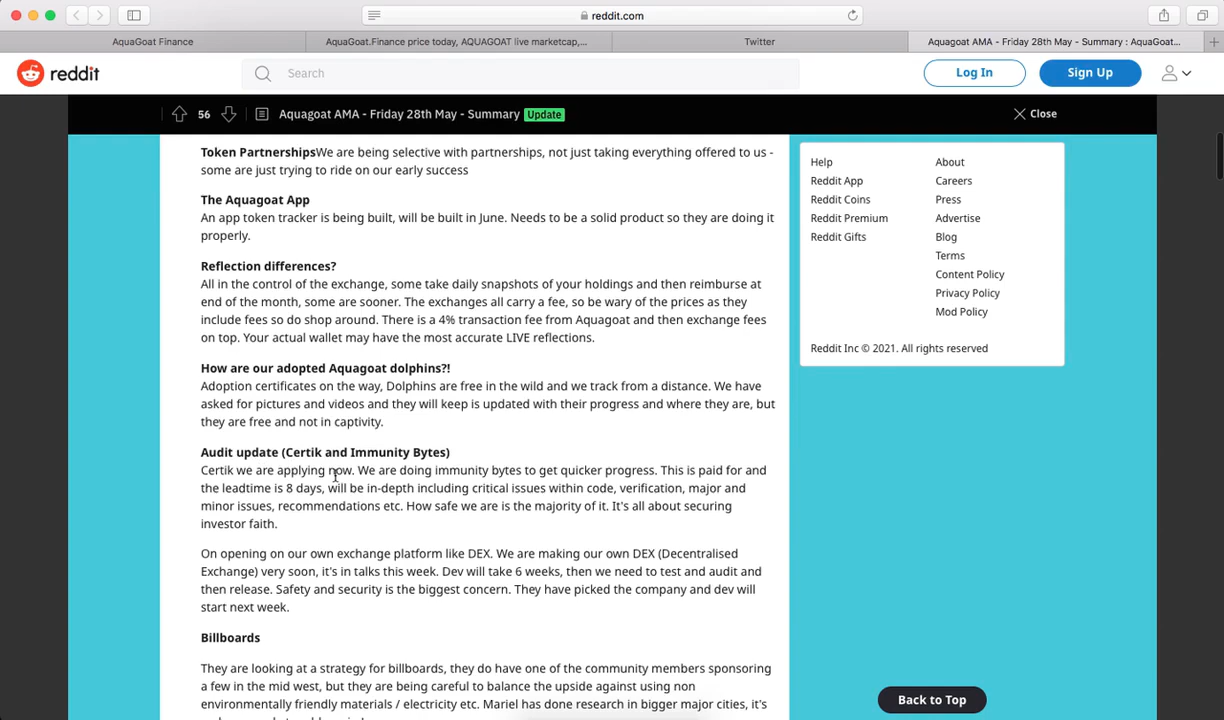 reddit.com
AquaGoat Finance
AquaGoat.Finance price today, AQUAGOAT live marketcap,...
Twitter
Aquagoat AMA - Friday 28th May - Summary : AquaGoat...
reddit
Search
Log In
Sign Up
56
Aquagoat AMA - Friday 28th May - Summary Update
Close
Token PartnershipsWe are being selective with partnerships, not just taking everything offered to us -
some are just trying to ride on our early success
The Aquagoat App
An app token tracker is being built, will be built in June. Needs to be a solid product so they are doing it
properly.
Reflection differences?
All in the control of the exchange, some take daily snapshots of your holdings and then reimburse at
end of the month, some are sooner. The exchanges all carry a fee, so be wary of the prices as they
include fees so do shop around. There is a 4% transaction fee from Aquagoat and then exchange fees
on top. Your actual wallet may have the most accurate LIVE reflections.
How are our adopted Aquagoat dolphins?!
Adoption certificates on the way, Dolphins are free in the wild and we track from a distance. We have
asked for pictures and videos and they will keep is updated with their progress and where they are, but
they are free and not in captivity.
Audit update (Certik and Immunity Bytes)
Certik we are applying now. We are doing immunity bytes to get quicker progress. This is paid for and
the leadtime is 8 days, will be in-depth including critical issues within code, verification, major and
minor issues, recommendations etc. How safe we are is the majority of it. It's all about securing
investor faith.
On opening on our own exchange platform like DEX. We are making our own DEX (Decentralised
Exchange) very soon, it's in talks this week. Dev will take 6 weeks, then we need to test and audit and
then release. Safety and security is the biggest concern. They have picked the company and dev will
start next week.
Billboards
They are looking at a strategy for billboards, they do have one of the community members sponsoring
a few in the mid west, but they are being careful to balance the upside against using non
environmentally friendly materials / electricity etc. Mariel has done research in bigger major cities, it's
Help
About
Reddit App
Careers
Reddit Coins
Press
Reddit Premium
Advertise
Reddit Gifts
Blog
Terms
Content Policy
Privacy Policy
Mod Policy
Reddit Inc © 2021. All rights reserved
Back to Top